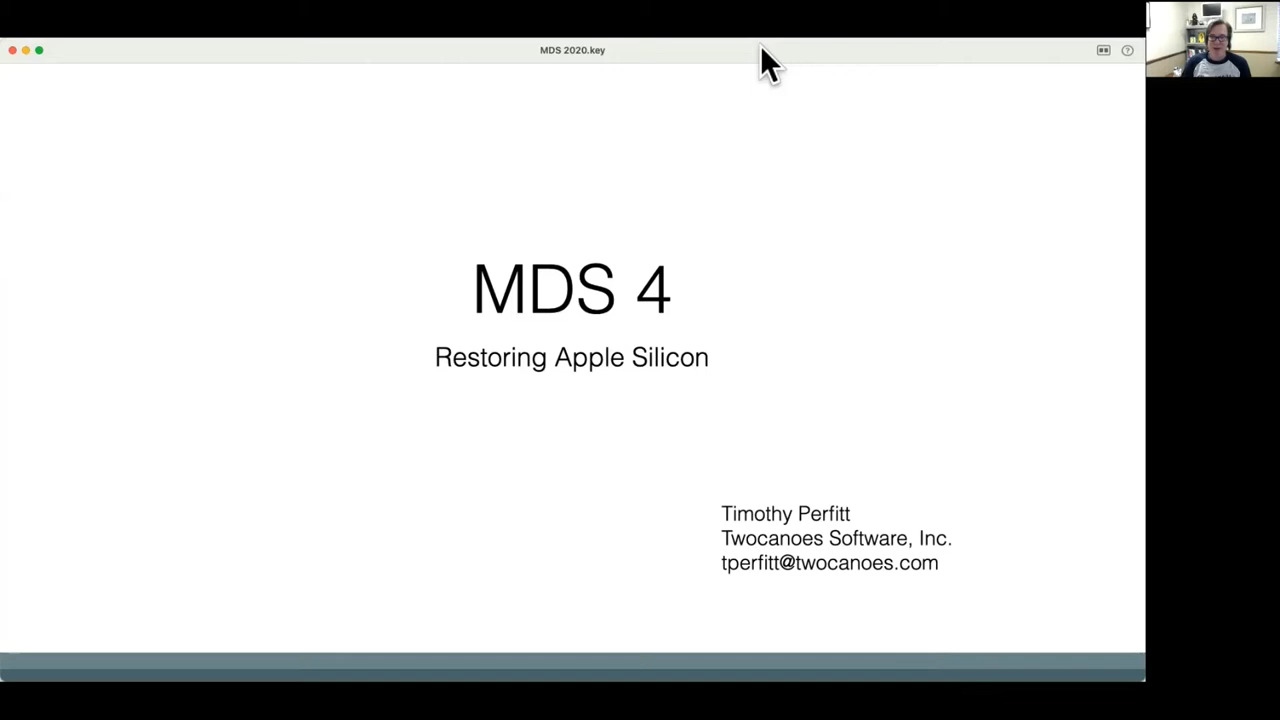 MDS 2020.key
MDS 4
Restoring Apple Silicon
Timothy Perfitt
Twocanoes Software, Inc.
tperfitt@twocanoes.com